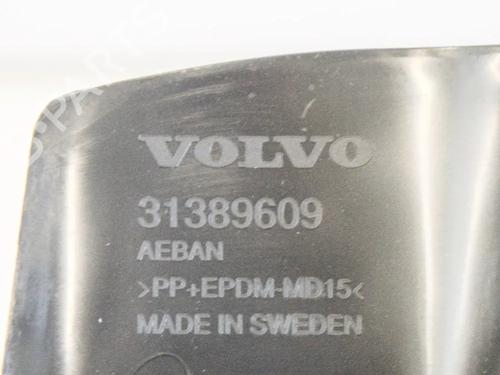 VOLVO
31389609
AEBAN
>PP+EPDM-MD15<
MADE IN SWEDEN